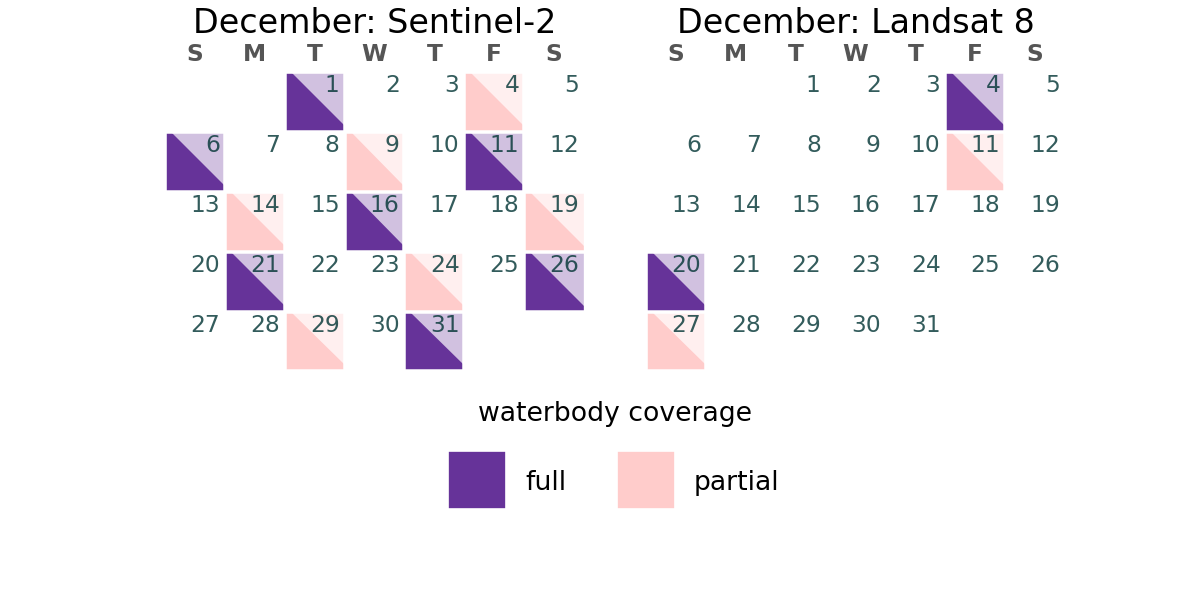 December: Sentinel-2
S M T W T F S
1 2 3 4 5
6 7 8 9 10 11 12
13 14 15 16 17 18 19
20 21 22 23 24 25 26
27 28 29 30 31
December: Landsat 8
S M T W T F S
1 2 3 4 5
6 7 8 9 10 11 12
13 14 15 16 17 18 19
20 21 22 23 24 25 26
27 28 29 30 31
waterbody coverage
full partial